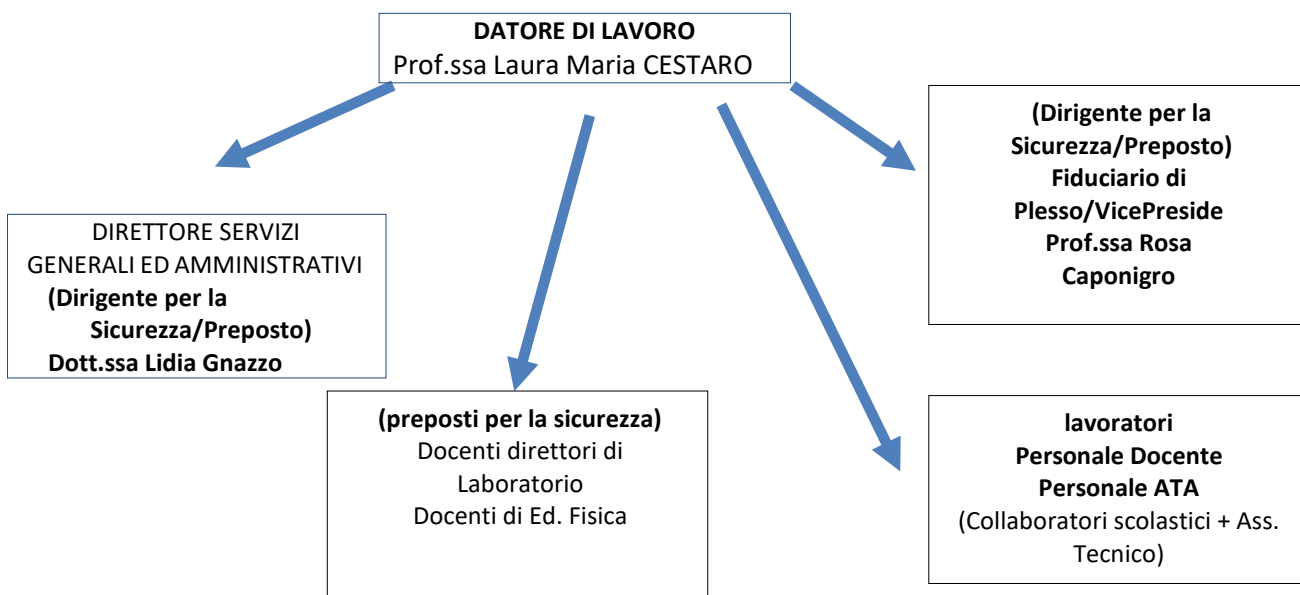 DATORE DI LAVORO
Prof.ssa Laura Maria CESTARO
DIRETTORE SERVIZI
GENERALI ED AMMINISTRATIVI
(Dirigente per la
Sicurezza/Preposto)
Dott.ssa Lidia Gnazzo
(preposti per la sicurezza)
Docenti direttori di
Laboratorio
Docenti di Ed. Fisica
(Dirigente per la
Sicurezza/Preposto)
Fiduciario di
Plesso/VicePreside
Prof.ssa Rosa
Caponigro
lavoratori
Personale Docente
Personale ATA
(Collaboratori scolastici + Ass.
Tecnico)